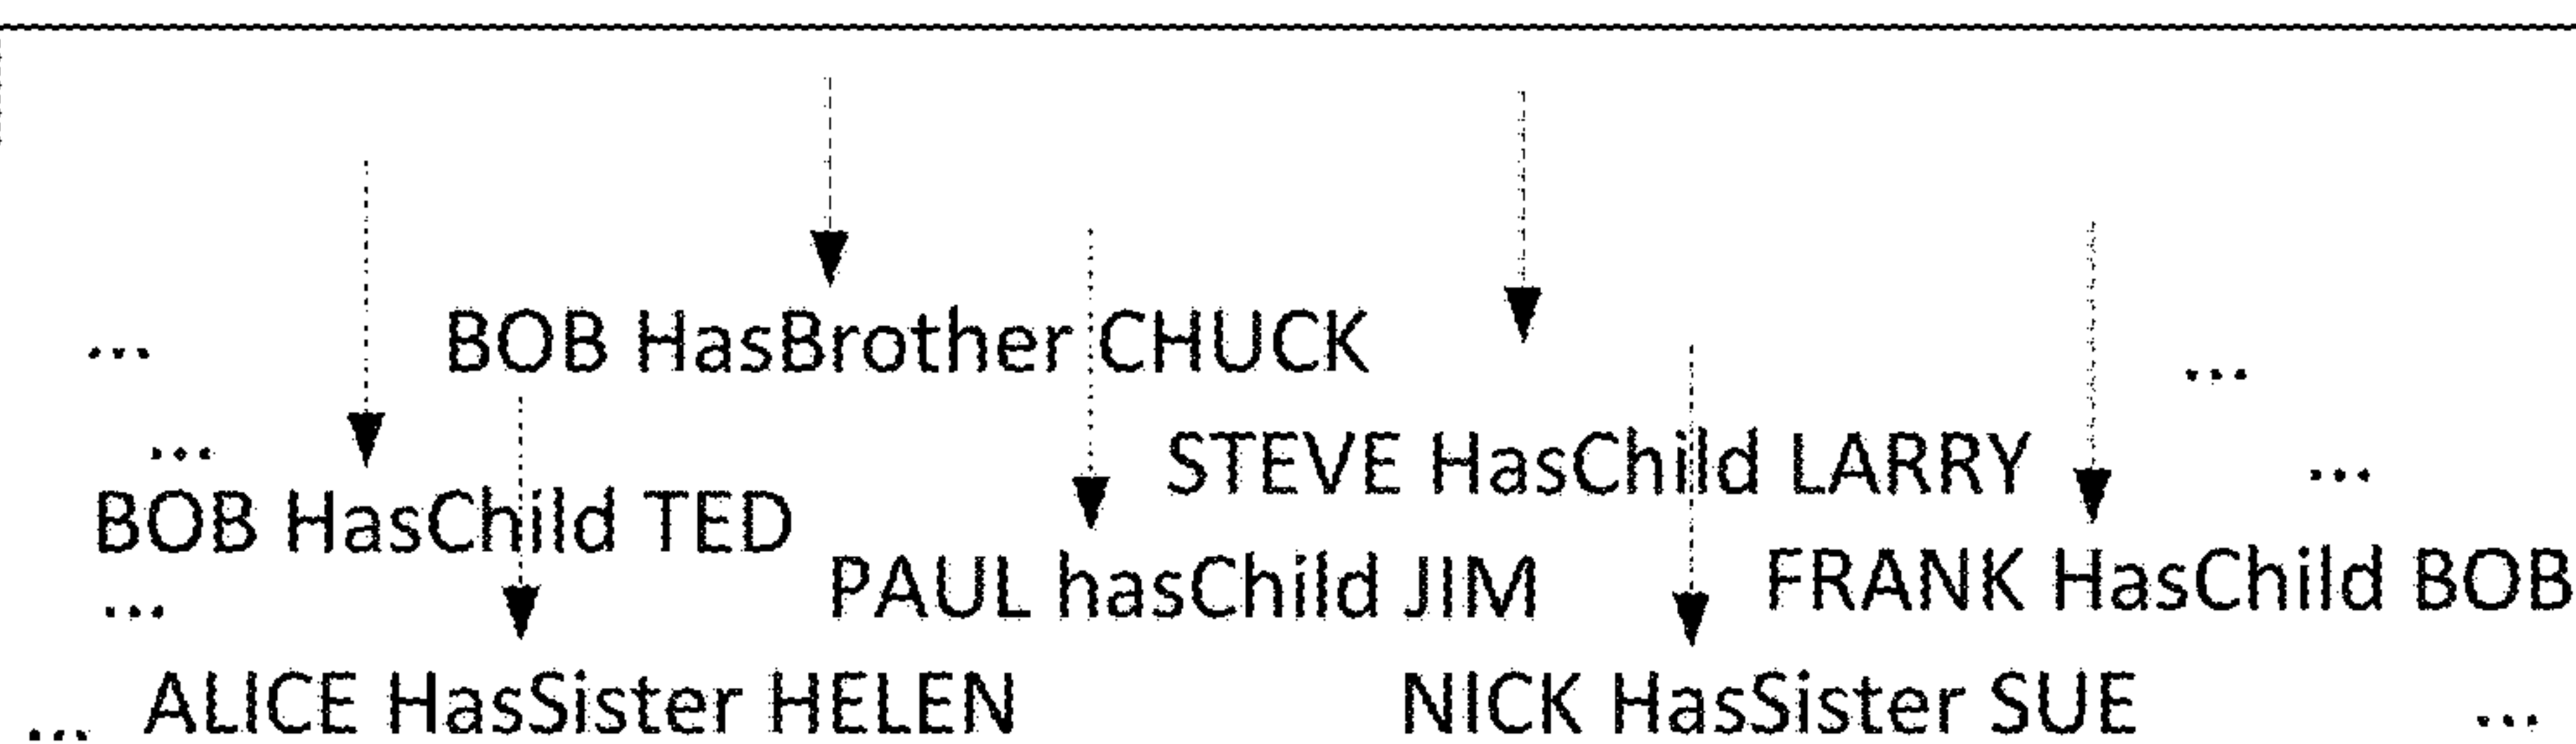 ... BOB HasBrother CHUCK ...
... STEVE HasChild LARRY ...
BOB HasChild TED
... PAUL hasChild JIM FRANK HasChild BOB
... ALICE HasSister HELEN NICK HasSister SUE ...